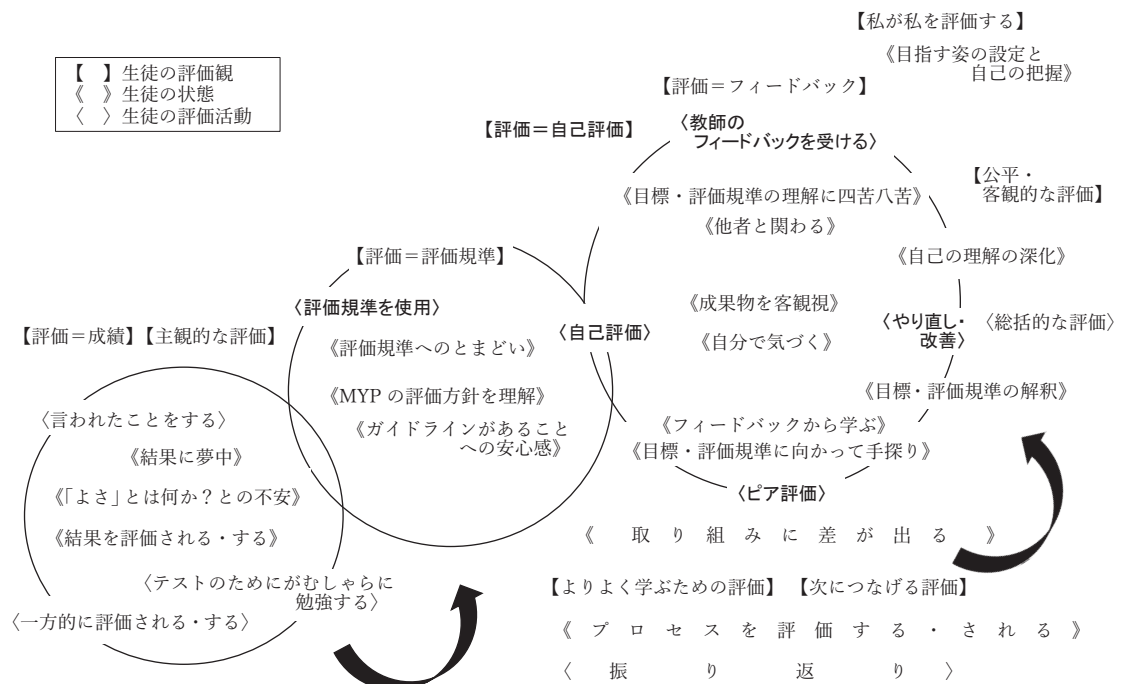 【私が私を評価する】
《目指す姿の設定と
自己の把握》
【　】生徒の評価観
《　》生徒の状態
〈　〉生徒の評価活動
【評価＝フィードバック】
【評価＝自己評価】
〈教師の
フィードバックを受ける〉
【公平・
客観的な評価】
《目標・評価規準の理解に四苦八苦》
《他者と関わる》
【評価＝評価規準】
《自己の理解の深化》
〈評価規準を使用〉
《成果物を客観視》
【評価＝成績】【主観的な評価】
〈自己評価〉
〈やり直し・
改善〉
〈総括的な評価〉
《評価規準へのとまどい》
《自分で気づく》
《MYP の評価方針を理解》
《目標・評価規準の解釈》
〈言われたことをする〉
《ガイドラインがあること
への安心感》
《フィードバックから学ぶ》
《目標・評価規準に向かって手探り》
《結果に夢中》
《「よさ」とは何か？との不安》
〈ピア評価〉
《結果を評価される・する》
《　取り組みに差が出る　》
〈テストのためにがむしゃらに
勉強する〉
【よりよく学ぶための評価】【次につなげる評価】
〈一方的に評価される・する〉
《プロセスを評価する・される》
〈振り返り〉